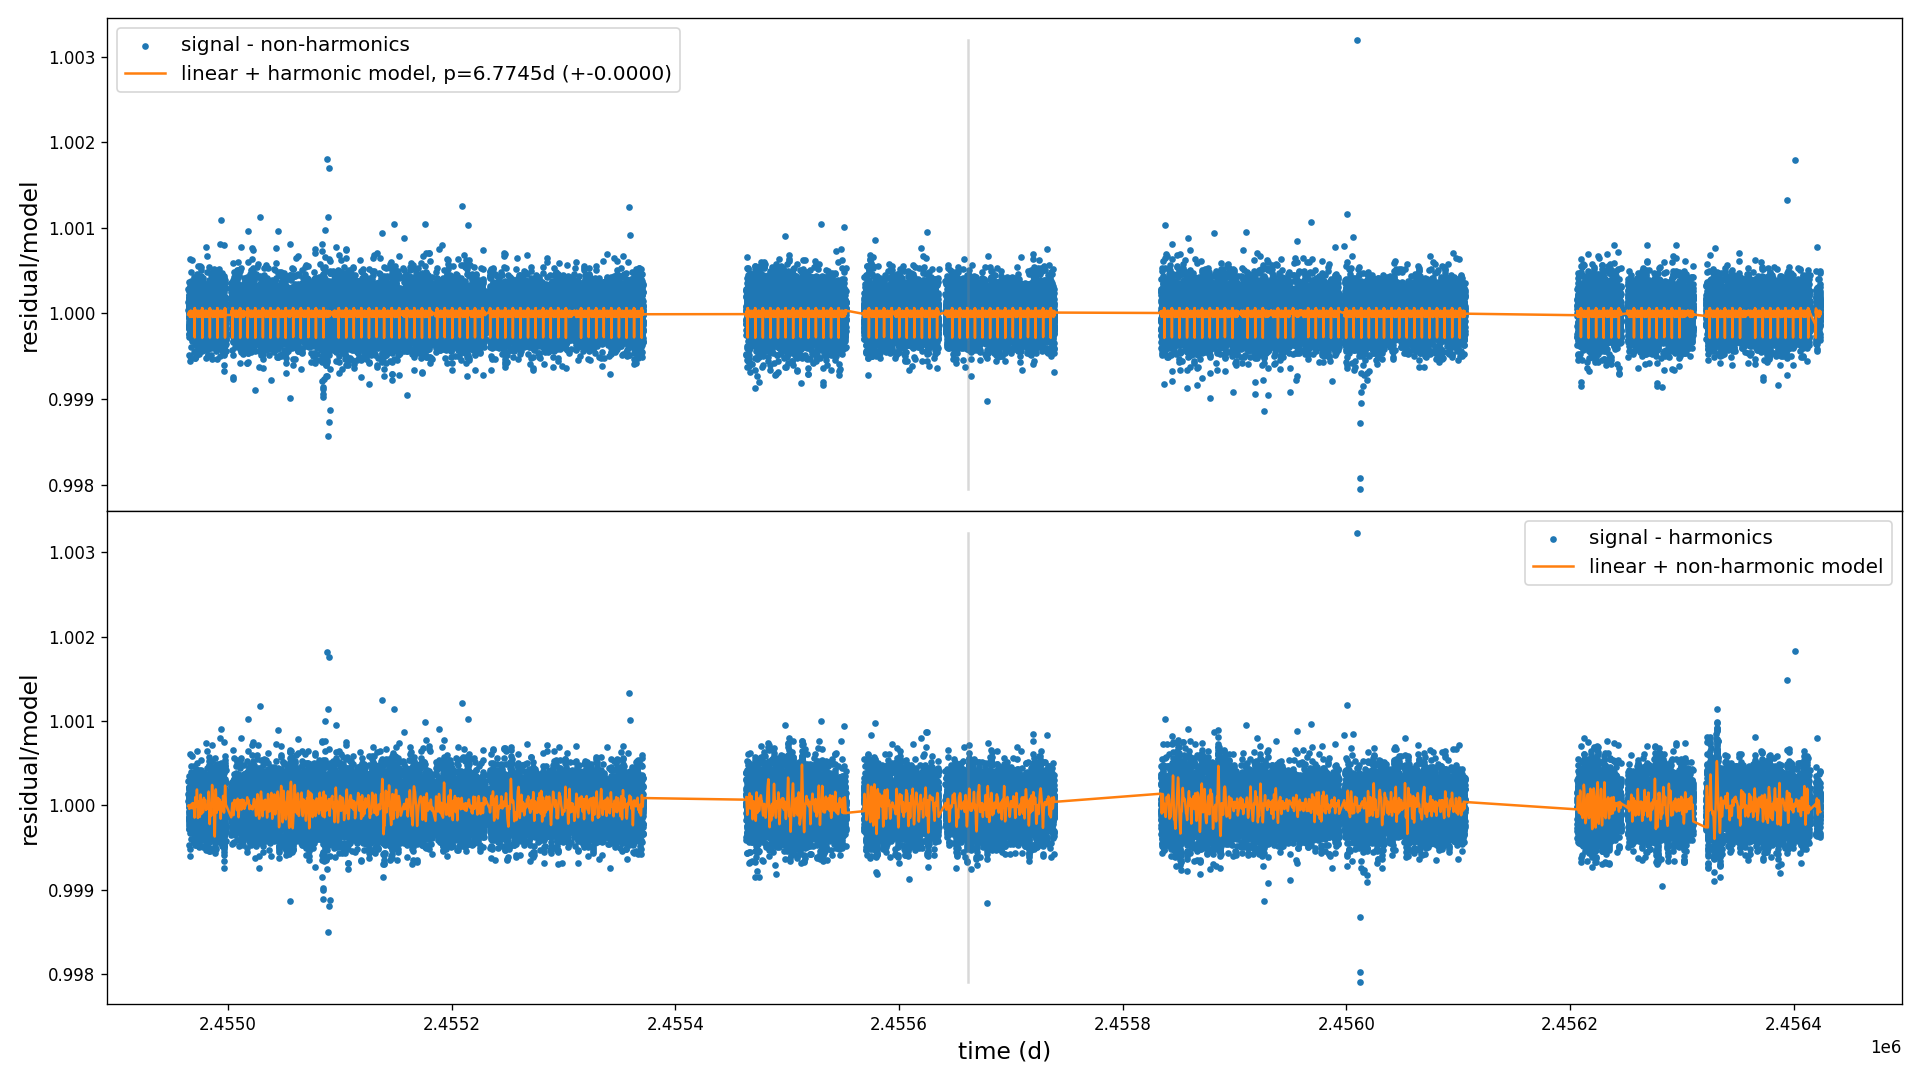 signal - non-harmonics
linear + harmonic model, p=6.7745d (+-0.0000)
residual/model
1.003
1.002
1.001
1.000
0.999
0.998
signal - harmonics
linear + non-harmonic model
residual/model
1.003
1.002
1.001
1.000
0.999
0.998
2.4550
2.4552
2.4554
2.4556
2.4558
2.4560
2.4562
2.4564
time (d)
1e6